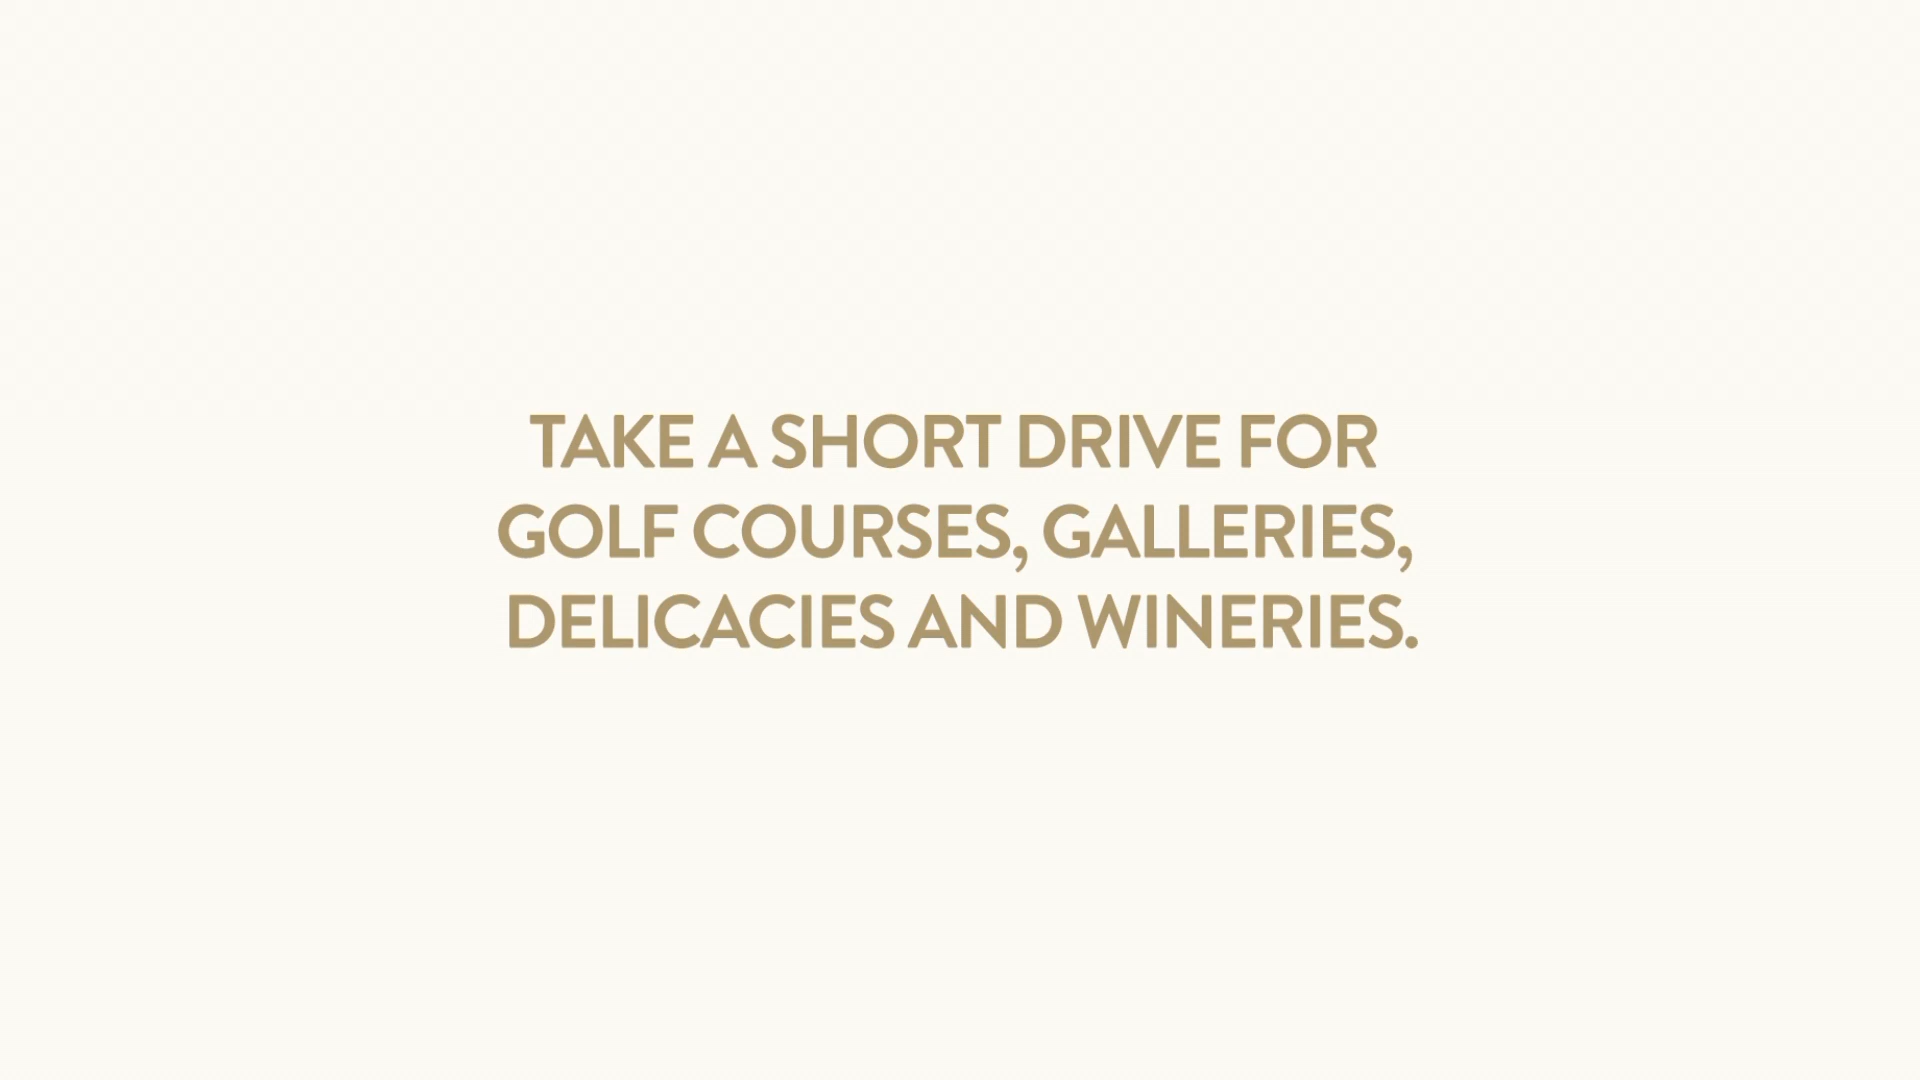 TAKE A SHORT DRIVE FOR
GOLF COURSES, GALLERIES,
DELICACIES AND WINERIES.